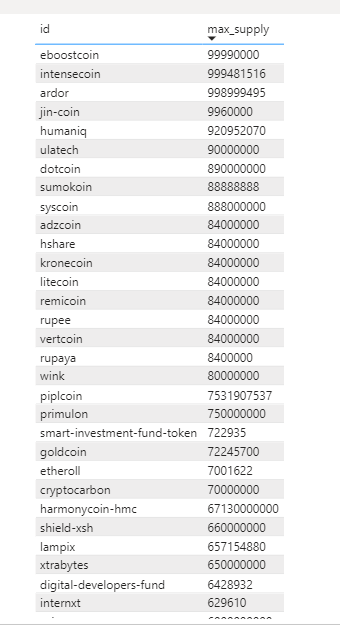 id max_supply
eboostcoin 99990000
intensecoin 999481516
ardor 998999495
jin-coin 9960000
humaniq 920952070
ulatech 90000000
dotcoin 890000000
sumokoin 88888888
syscoin 888000000
adzcoin 84000000
hshare 84000000
kronecoin 84000000
litecoin 84000000
remicoin 84000000
rupee 84000000
vertcoin 84000000
rupaya 8400000
wink 80000000
piplcoin 7531907537
primulon 750000000
smart-investment-fund-token 722935
goldcoin 72245700
etheroll 7001622
cryptocarbon 70000000
harmonycoin-hmc 67130000000
shield-xsh 660000000
lampix 657154880
xtrabytes 650000000
digital-developers-fund 6428932
internxt 629610